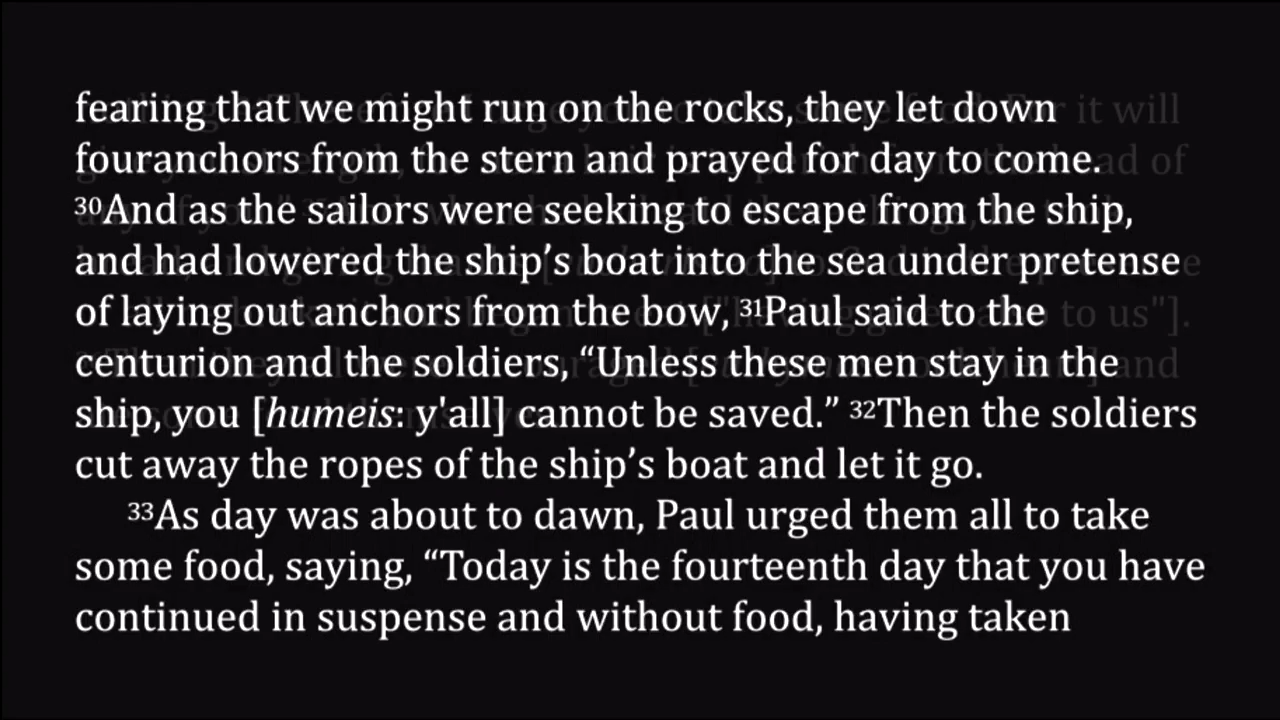 fearing that we might run on the rocks, they let down
fouranchors from the stern and prayed for day to come.
³⁰And as the sailors were seeking to escape from the ship,
and had lowered the ship’s boat into the sea under pretense
of laying out anchors from the bow, ³¹Paul said to the
centurion and the soldiers, “Unless these men stay in the
ship, you [humeis: y'all] cannot be saved.” ³²Then the soldiers
cut away the ropes of the ship’s boat and let it go.
³³As day was about to dawn, Paul urged them all to take
some food, saying, “Today is the fourteenth day that you have
continued in suspense and without food, having taken